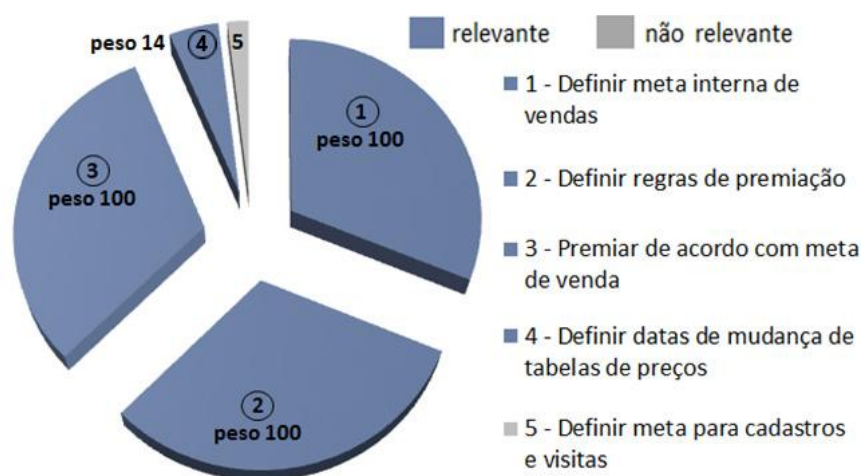 relevante
não relevante
peso 14
4
5
1
peso 100
3
peso 100
2
peso 100
1 - Definir meta interna de
vendas
2 - Definir regras de premiação
3 - Premiar de acordo com meta
de venda
4 - Definir datas de mudança de
tabelas de preços
5 - Definir meta para cadastros
e visitas